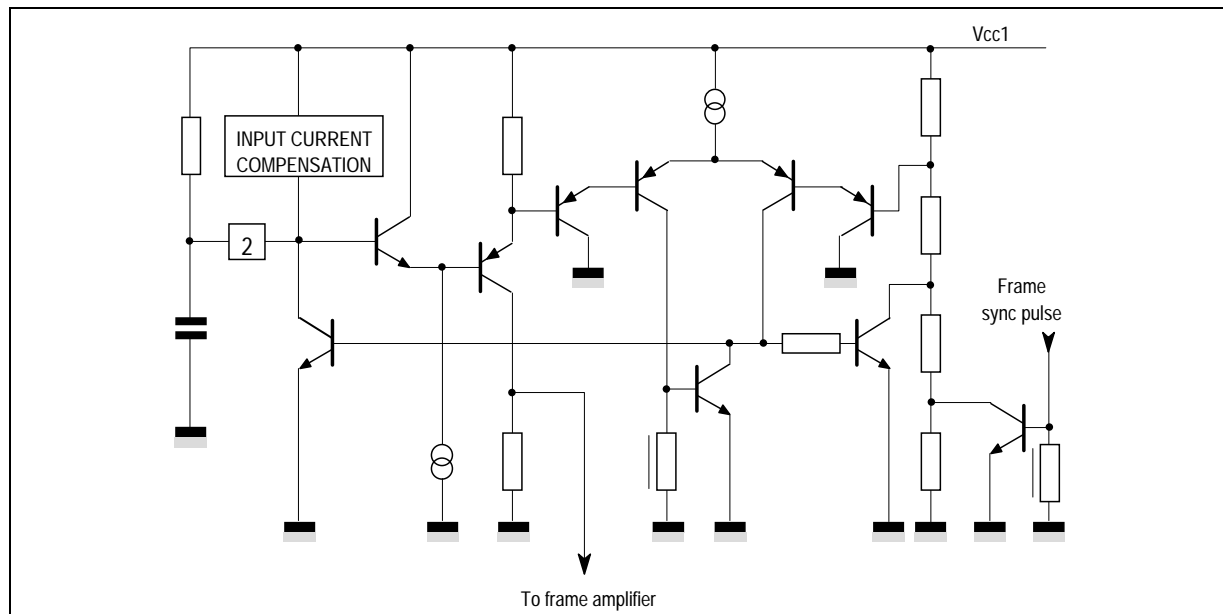 Vcc1
INPUT CURRENT
COMPENSATION
2
Frame
sync pulse
To frame amplifier